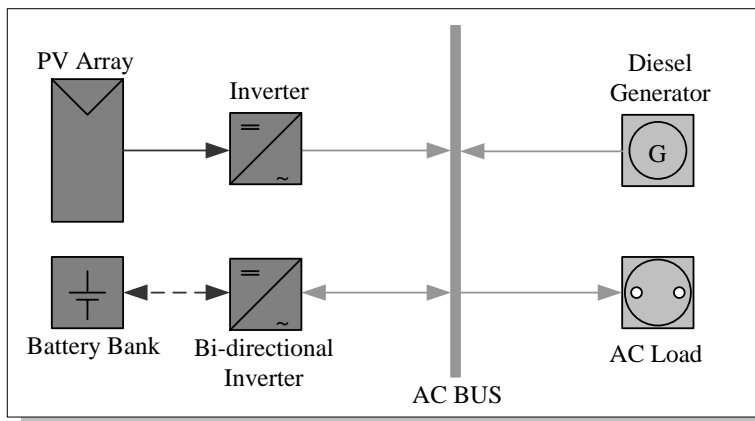 PV Array
Inverter
Diesel
Generator
G
Battery Bank
Bi-directional
Inverter
AC BUS
AC Load